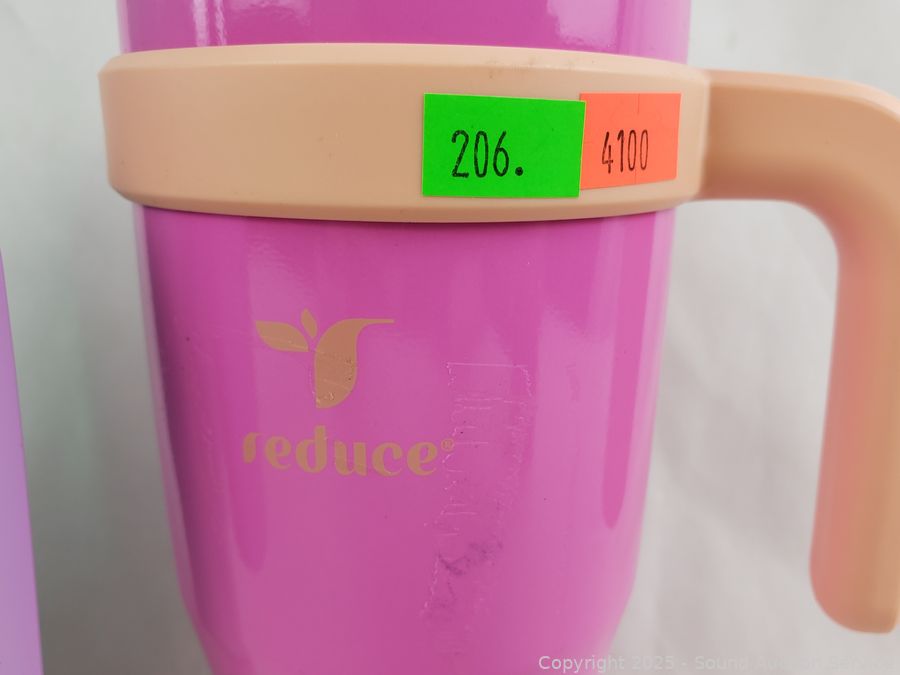 206.
4100
reduce®
Copyright 2025 - Sound Auction Service